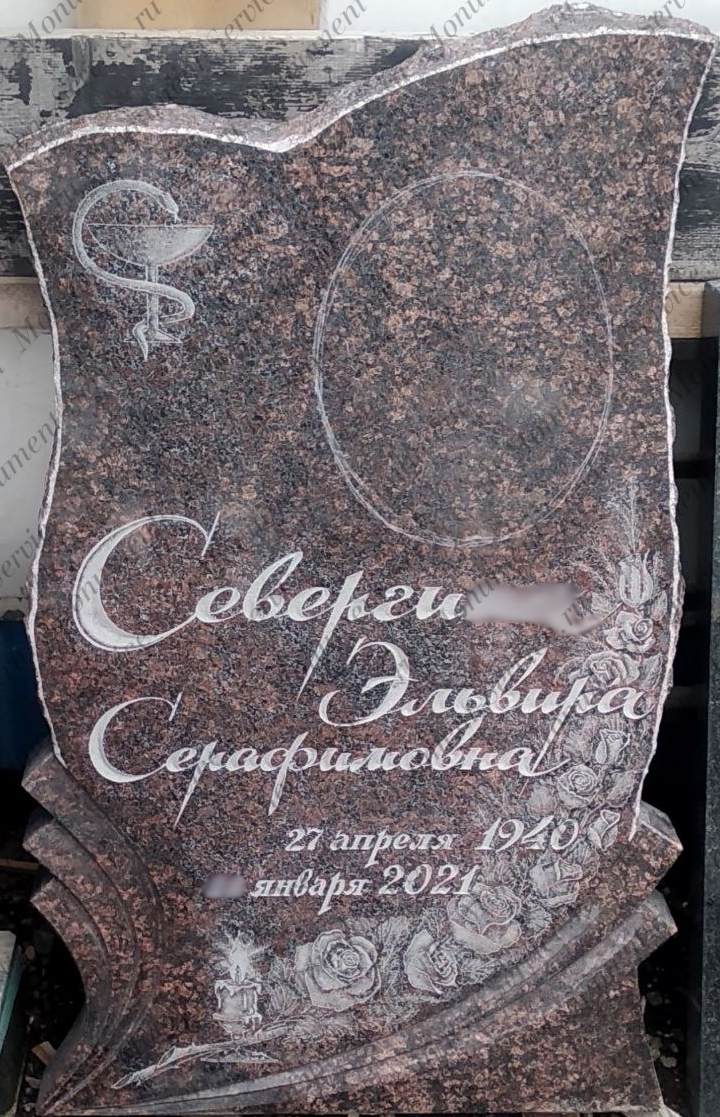 Северги
Эльвира
Серафимовна
27 апреля 1940
января 2021